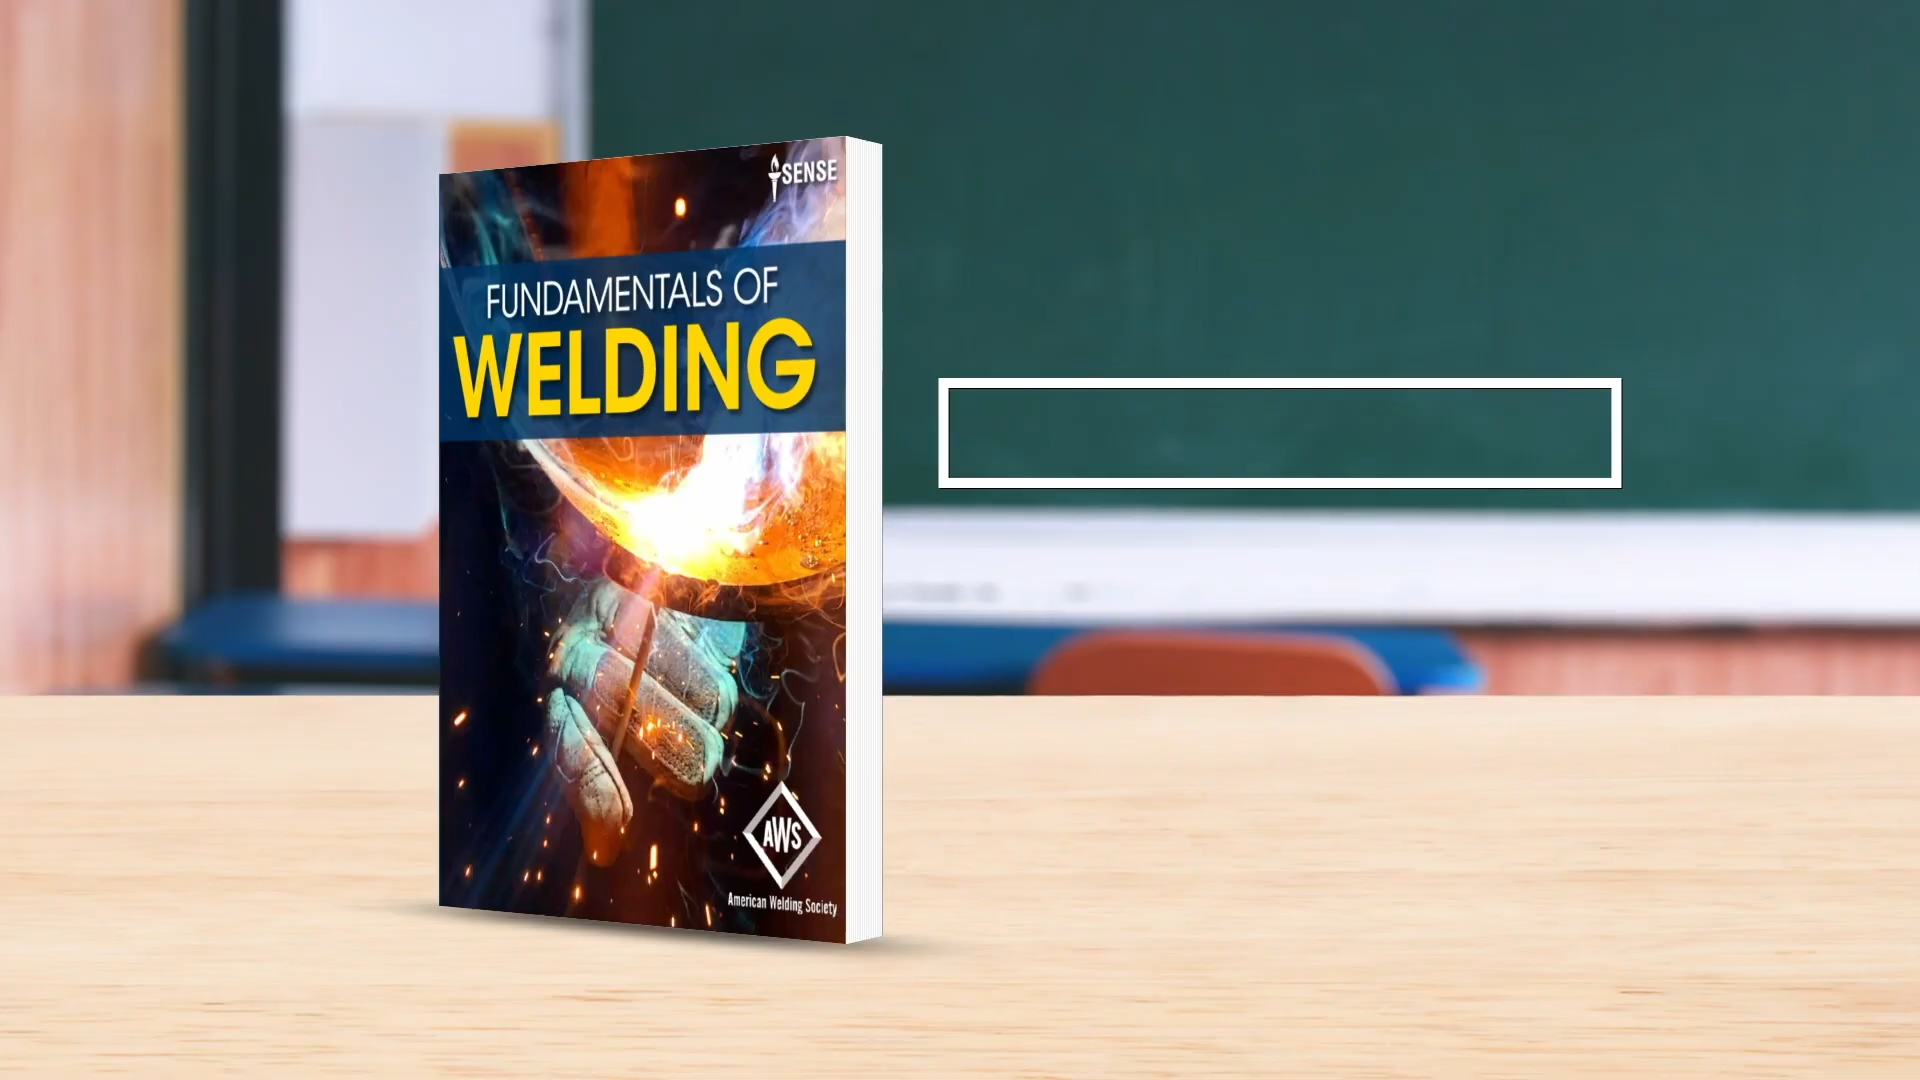 SENSE
FUNDAMENTALS OF
WELDING
AWS
American Welding Society